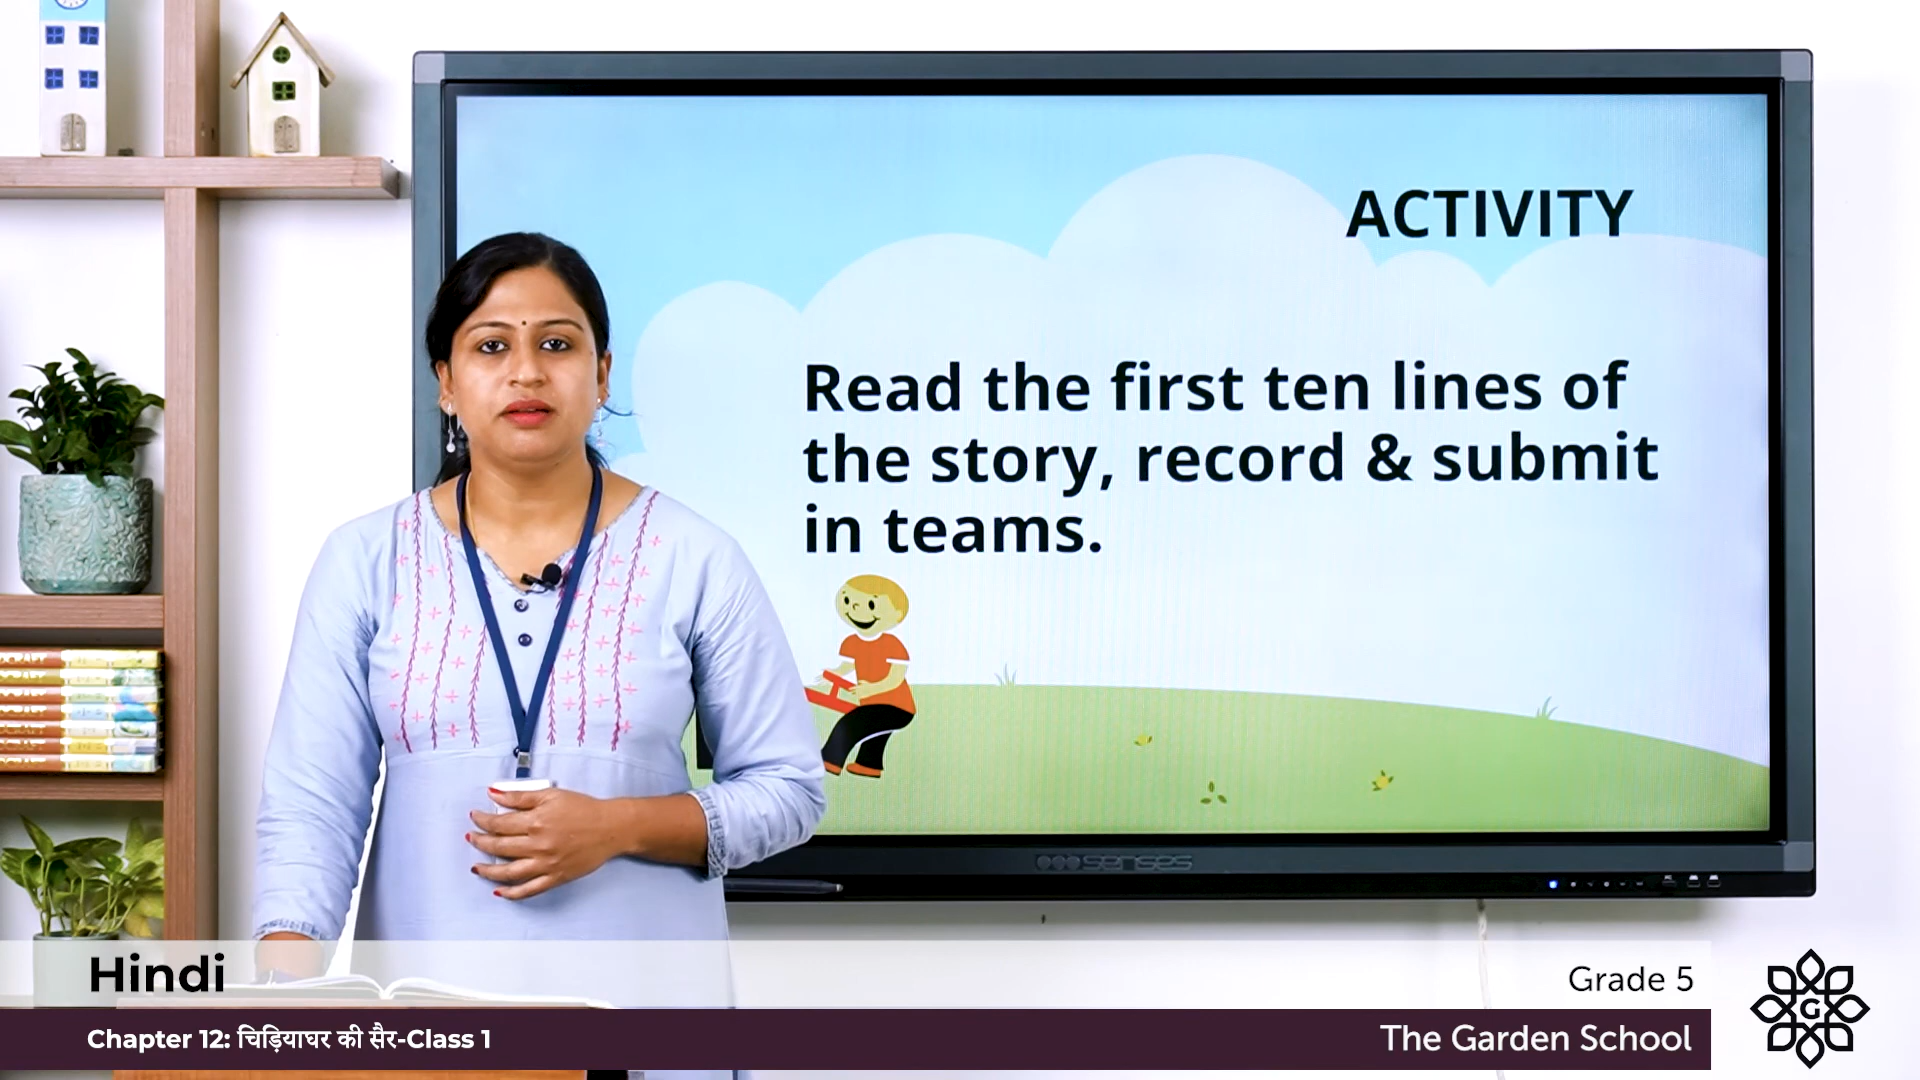 ACTIVITY
Read the first ten lines of
the story, record & submit
in teams.
senses
Hindi
Grade 5
Chapter 12: चिड़ियाघर की सैर-Class 1
The Garden School
G